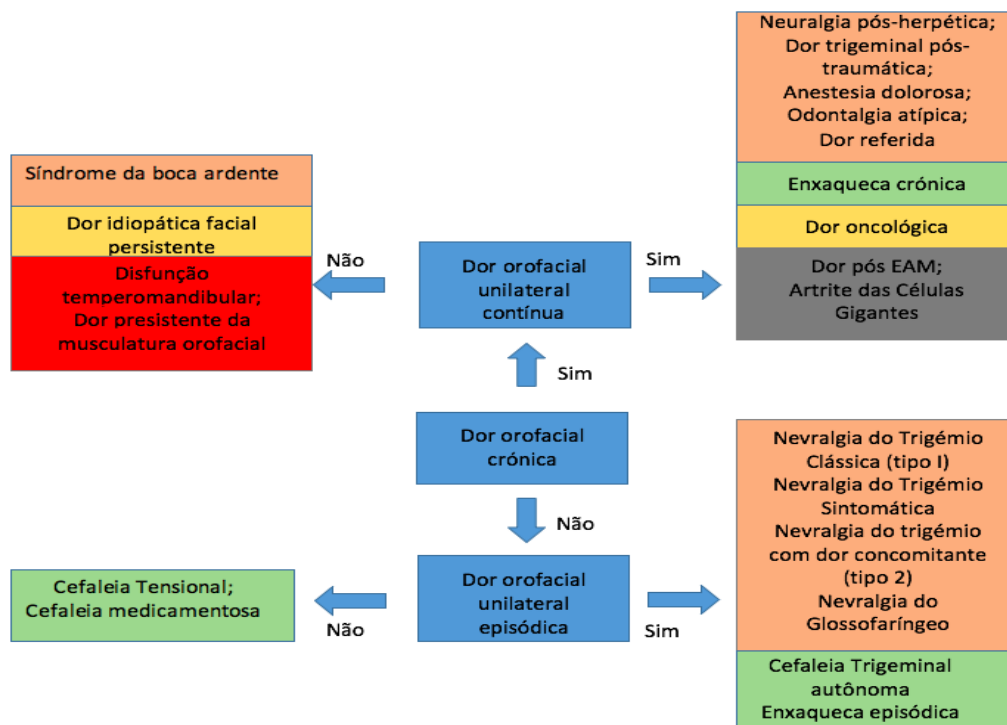 Neuralgia pós-herpética;
Dor trigeminal pós-
traumática;
Anestesia dolorosa;
Odontalgia atípica;
Dor referida
Enxaqueca crónica
Dor oncológica
Dor pós EAM;
Artrite das Células
Gigantes
Síndrome da boca ardente
Dor idiopática facial
persistente
Disfunção
temperomandibular;
Dor presistente da
musculatura orofacial
Não
Dor orofacial
unilateral
contínua
Sim
Sim
Dor orofacial
crónica
Não
Cefaleia Tensional;
Cefaleia medicamentosa
Não
Dor orofacial
unilateral
episódica
Sim
Nevralgia do Trigémio
Clássica (tipo I)
Nevralgia do Trigémio
Sintomática
Nevralgia do trigémio
com dor concomitante
(tipo 2)
Nevralgia do
Glossofaríngeo
Cefaleia Trigeminal
autônoma
Enxaqueca episódica